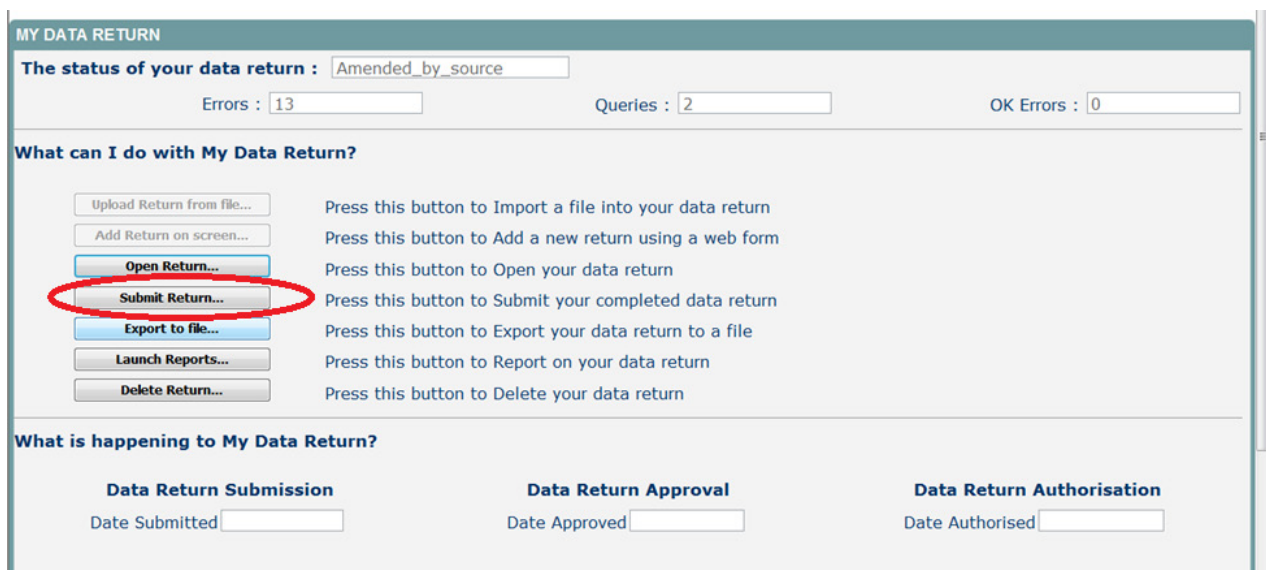 MY DATA RETURN
The status of your data return : Amended_by_source
Errors : 13 Queries : 2 OK Errors : 0
What can I do with My Data Return?
Upload Return from file... Press this button to Import a file into your data return
Add Return on screen... Press this button to Add a new return using a web form
Open Return... Press this button to Open your data return
Submit Return... Press this button to Submit your completed data return
Export to file... Press this button to Export your data return to a file
Launch Reports... Press this button to Report on your data return
Delete Return... Press this button to Delete your data return
What is happening to My Data Return?
Data Return Submission Data Return Approval Data Return Authorisation
Date Submitted Date Approved Date Authorised